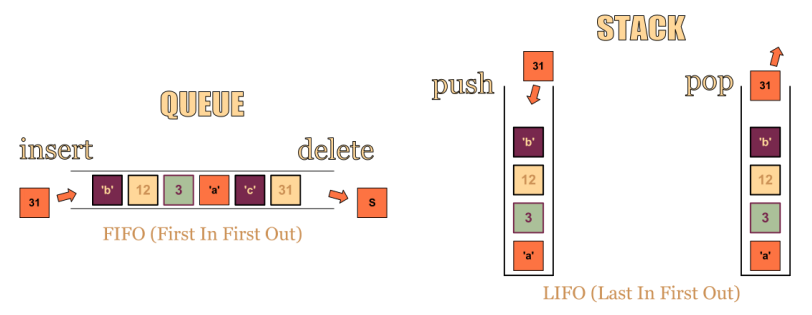 QUEUE
insert
delete
31
'b' 12 3 'a' 'c' 31
S
FIFO (First In First Out)
STACK
push
31
'b'
12
3
'a'
pop
31
'b'
12
3
'a'
LIFO (Last In First Out)